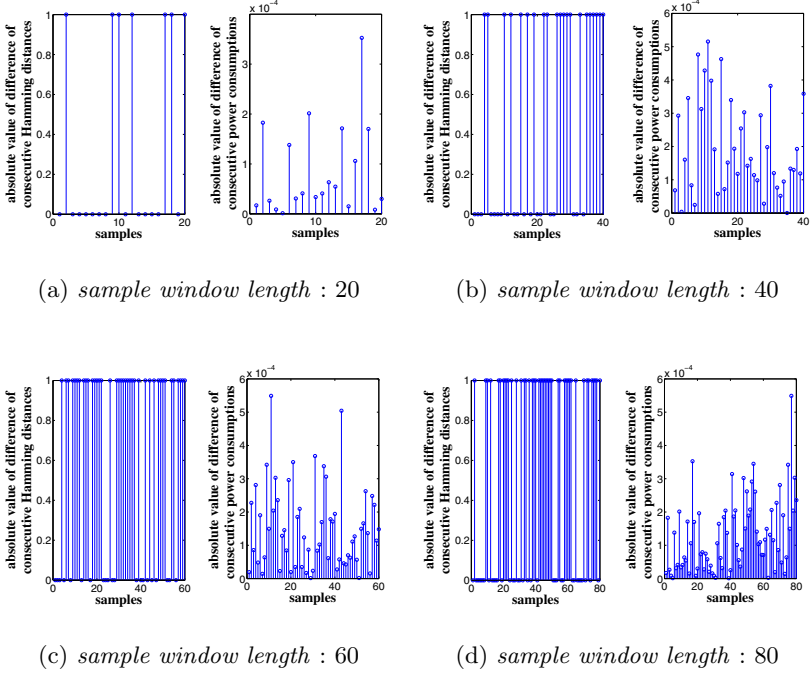 absolute value of difference of
consecutive Hamming distances
1
0.8
0.6
0.4
0.2
0
0
10
20
samples
absolute value of difference of
consecutive power consumptions
x 10⁻⁴
4
3
2
1
0
0
10
20
samples
(a) sample window length : 20
absolute value of difference of
consecutive Hamming distances
1
0.8
0.6
0.4
0.2
0
0
10
20
30
40
samples
absolute value of difference of
consecutive power consumptions
x 10⁻⁴
6
5
4
3
2
1
0
0
20
40
samples
(b) sample window length : 40
absolute value of difference of
consecutive Hamming distances
1
0.8
0.6
0.4
0.2
0
0
20
40
60
samples
absolute value of difference of
consecutive power consumptions
x 10⁻⁴
6
5
4
3
2
1
0
0
20
40
60
samples
(c) sample window length : 60
absolute value of difference of
consecutive Hamming distances
1
0.8
0.6
0.4
0.2
0
0
20
40
60
80
samples
absolute value of difference of
consecutive power consumptions
x 10⁻⁴
6
5
4
3
2
1
0
0
20
40
60
80
samples
(d) sample window length : 80